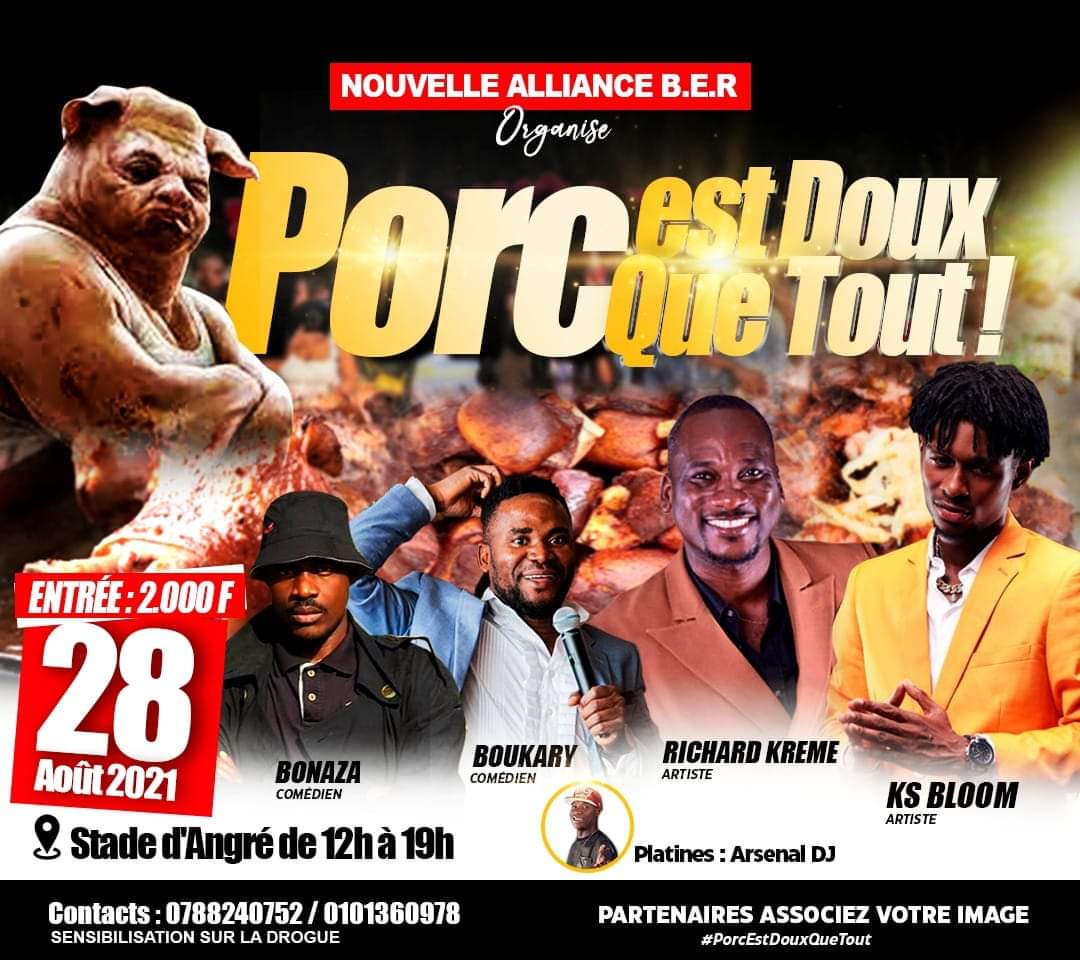 NOUVELLE ALLIANCE B.E.R
Organise
Porc est Doux
Que Tout !
ENTRÉE : 2.000 F
28
Août 2021
BONAZA
COMÉDIEN
BOUKARY
COMÉDIEN
RICHARD KREME
ARTISTE
KS BLOOM
ARTISTE
Stade d'Angré de 12h à 19h
Platines : Arsenal DJ
Contacts : 0788240752 / 0101360978
SENSIBILISATION SUR LA DROGUE
PARTENAIRES ASSOCIEZ VOTRE IMAGE
#PorcEstDouxQueTout